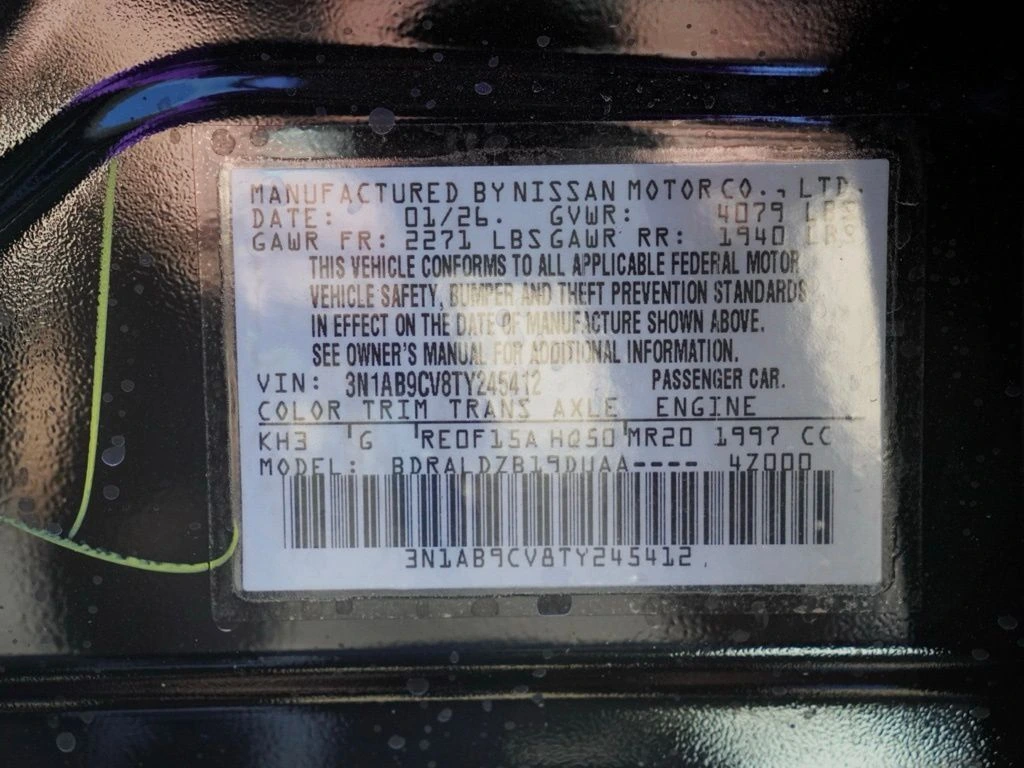 MANUFACTURED BY NISSAN MOTOR CO., LTD.
DATE: 01/26. GVWR: 4079 LBS
GAWR FR: 2271 LBS GAWR RR: 1940 LBS
THIS VEHICLE CONFORMS TO ALL APPLICABLE FEDERAL MOTOR
VEHICLE SAFETY, BUMPER AND THEFT PREVENTION STANDARDS
IN EFFECT ON THE DATE OF MANUFACTURE SHOWN ABOVE.
SEE OWNER'S MANUAL FOR ADDITIONAL INFORMATION.
VIN: 3N1AB9CV8TY245412 PASSENGER CAR.
COLOR TRIM TRANS AXLE ENGINE
KH3 G RE0F15A HQ50 MR20 1997 CC
MODEL: BDRALDZB19DUAA---- 4Z000
3N1AB9CV8TY245412